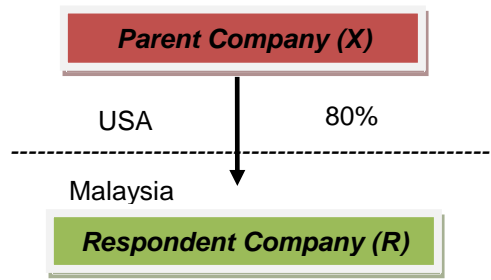 Parent Company (X)
USA 80%
Malaysia
Respondent Company (R)